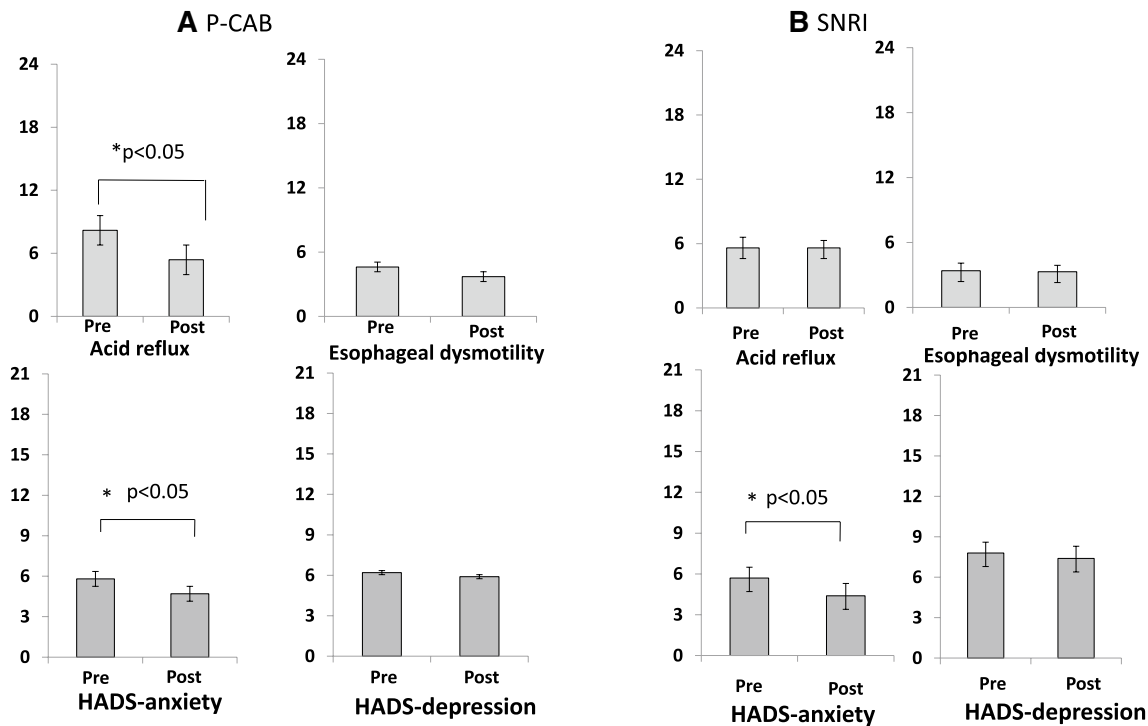 A P-CAB
24
18
12
6
0
*p<0.05
Pre Post
Acid reflux
24
18
12
6
0
Pre Post
Esophageal dysmotility
21
18
15
12
9
6
3
0
* p<0.05
Pre Post
HADS-anxiety
21
18
15
12
9
6
3
0
Pre Post
HADS-depression
B SNRI
24
18
12
6
0
Pre Post
Acid reflux
24
18
12
6
0
Pre Post
Esophageal dysmotility
21
18
15
12
9
6
3
0
* p<0.05
Pre Post
HADS-anxiety
21
18
15
12
9
6
3
0
Pre Post
HADS-depression